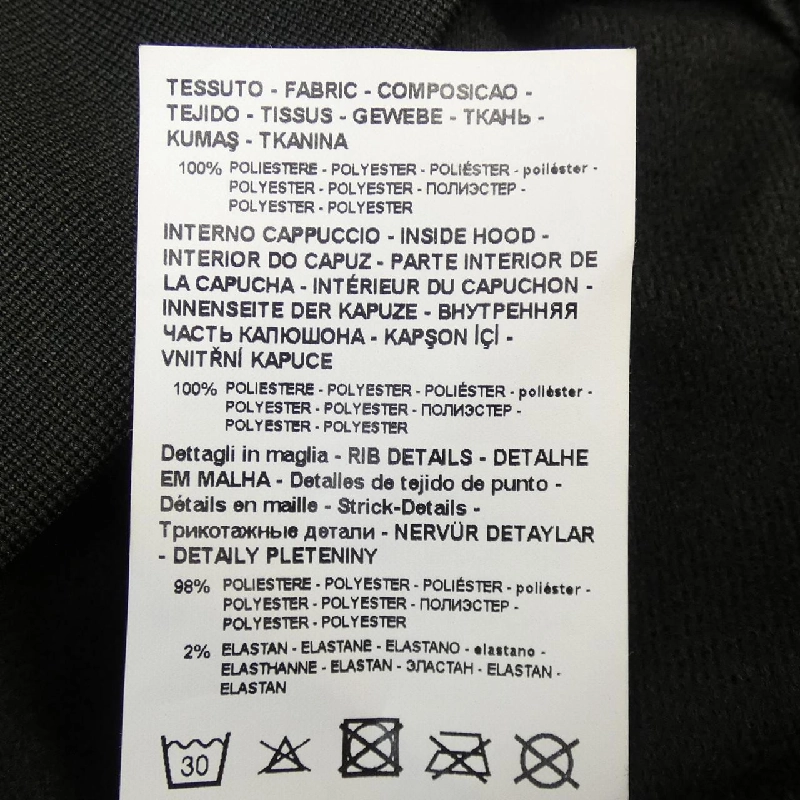 TESSUTO - FABRIC - COMPOSICAO -
TEJIDO - TISSUS - GEWEBE - ТКАНЬ -
KUMAŞ - TKANINA
100% POLIESTERE - POLYESTER - POLIÉSTER - poliéster -
POLYESTER - POLYESTER - ПОЛИЭСТЕР -
POLYESTER - POLYESTER
INTERNO CAPPUCCIO - INSIDE HOOD -
INTERIOR DO CAPUZ - PARTE INTERIOR DE
LA CAPUCHA - INTÉRIEUR DU CAPUCHON -
INNENSEITE DER KAPUZE - ВНУТРЕННЯЯ
ЧАСТЬ КАПЮШОНА - KAPŞON İÇİ -
VNITŘNÍ KAPUCE
100% POLIESTERE - POLYESTER - POLIÉSTER - poliéster -
POLYESTER - POLYESTER - ПОЛИЭСТЕР -
POLYESTER - POLYESTER
Dettagli in maglia - RIB DETAILS - DETALHE
EM MALHA - Detalles de tejido de punto -
Détails en maille - Strick-Details -
Трикотажные детали - NERVÜR DETAYLAR
- DETAILY PLETENINY
98% POLIESTERE - POLYESTER - POLIÉSTER - poliéster -
POLYESTER - POLYESTER - ПОЛИЭСТЕР -
POLYESTER - POLYESTER
2% ELASTAN - ELASTANE - ELASTANO - elastano -
ELASTHANNE - ELASTAN - ЭЛАСТАН - ELASTAN -
ELASTAN
30